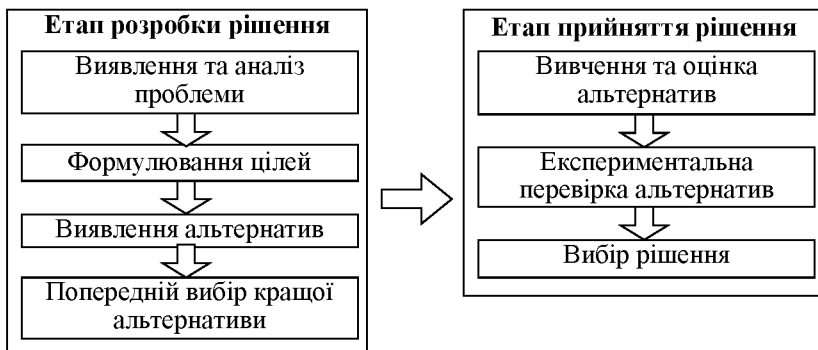 Етап розробки рішення
Виявлення та аналіз
проблеми
Формулювання цілей
Виявлення альтернатив
Попередній вибір кращої
альтернативи
Етап прийняття рішення
Вивчення та оцінка
альтернатив
Експериментальна
перевірка альтернатив
Вибір рішення